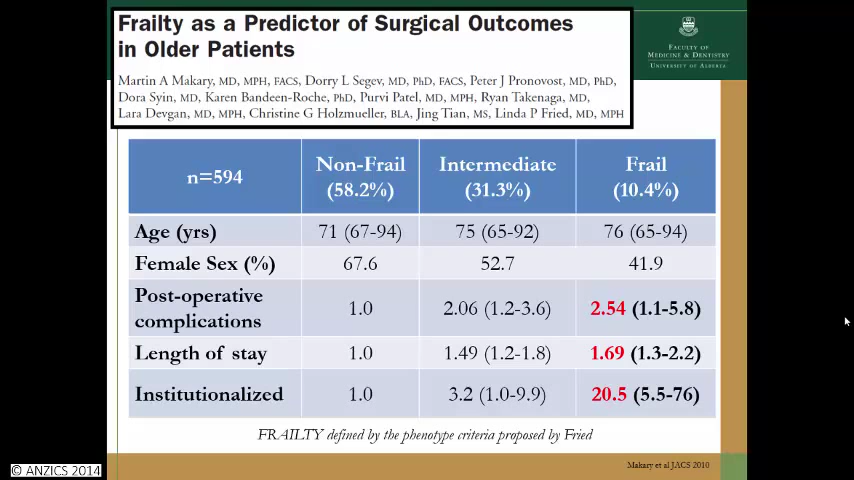 Frailty as a Predictor of Surgical Outcomes
in Older Patients
Martin A Makary, MD, MPH, FACS, Dorry L Segev, MD, PhD, FACS, Peter J Pronovost, MD, PhD,
Dora Syin, MD, Karen Bandeen-Roche, PhD, Purvi Patel, MD, MPH, Ryan Takenaga, MD,
Lara Devgan, MD, MPH, Christine G Holzmueller, BLA, Jing Tian, MS, Linda P Fried, MD, MPH
FACULTY OF
MEDICINE & DENTISTRY
UNIVERSITY OF ALBERTA
n=594 Non-Frail (58.2%) Intermediate (31.3%) Frail (10.4%)
Age (yrs) 71 (67-94) 75 (65-92) 76 (65-94)
Female Sex (%) 67.6 52.7 41.9
Post-operative complications 1.0 2.06 (1.2-3.6) 2.54 (1.1-5.8)
Length of stay 1.0 1.49 (1.2-1.8) 1.69 (1.3-2.2)
Institutionalized 1.0 3.2 (1.0-9.9) 20.5 (5.5-76)
FRAILTY defined by the phenotype criteria proposed by Fried
Makary et al JACS 2010
© ANZICS 2014